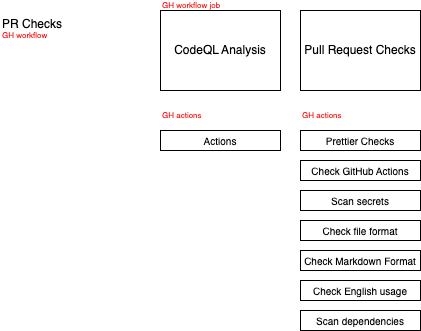 GH workflow job
PR Checks
GH workflow
CodeQL Analysis
Pull Request Checks
GH actions
GH actions
Actions
Prettier Checks
Check GitHub Actions
Scan secrets
Check file format
Check Markdown Format
Check English usage
Scan dependencies